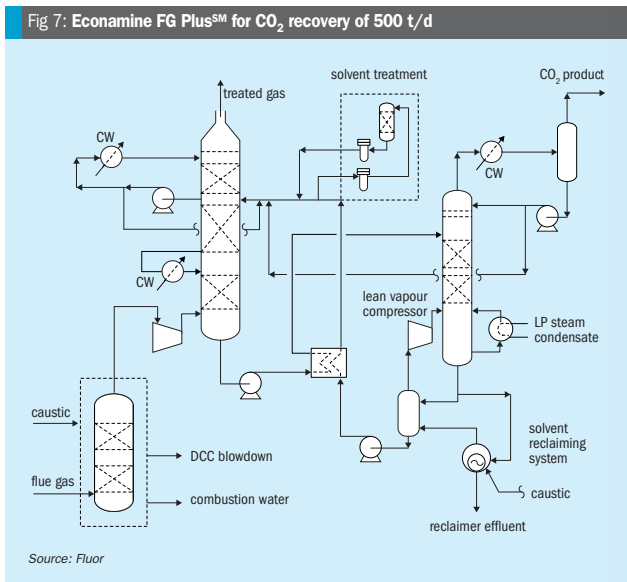 Fig 7: Econamine FG Plus℠ for CO₂ recovery of 500 t/d
solvent treatment
CO₂ product
treated gas
CW
CW
CW
lean vapour
compressor
LP steam
condensate
caustic
DCC blowdown
flue gas
combustion water
solvent
reclaiming
system
caustic
reclaimer effluent
Source: Fluor